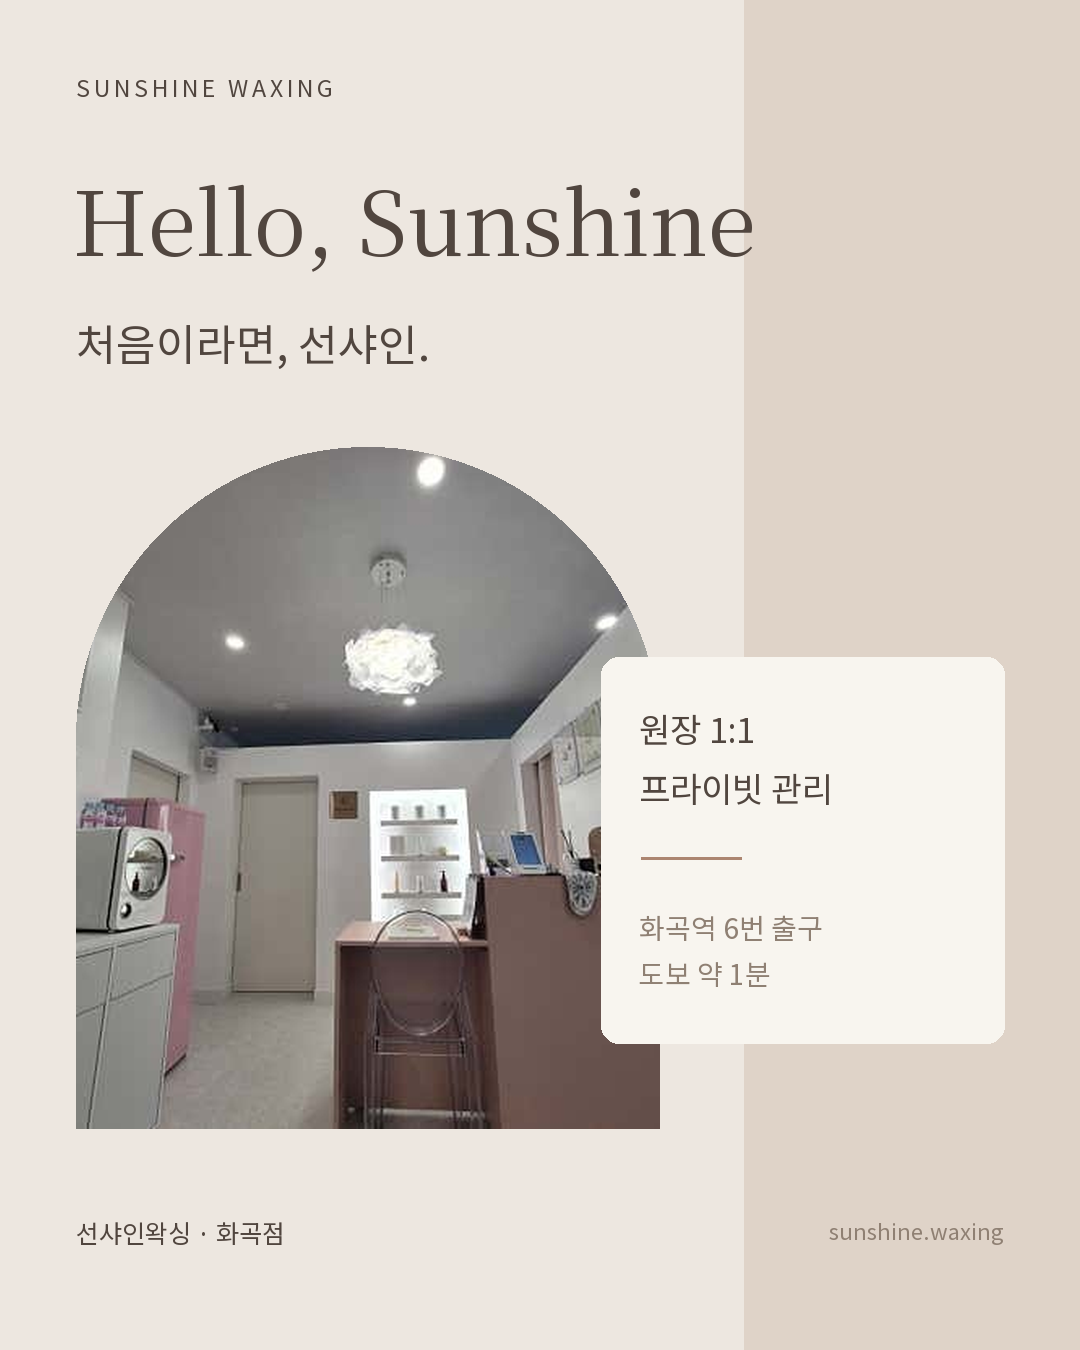 SUNSHINE WAXING
Hello, Sunshine
처음이라면, 선샤인.
원장 1:1
프라이빗 관리
화곡역 6번 출구
도보 약 1분
선샤인왁싱 · 화곡점
sunshine.waxing